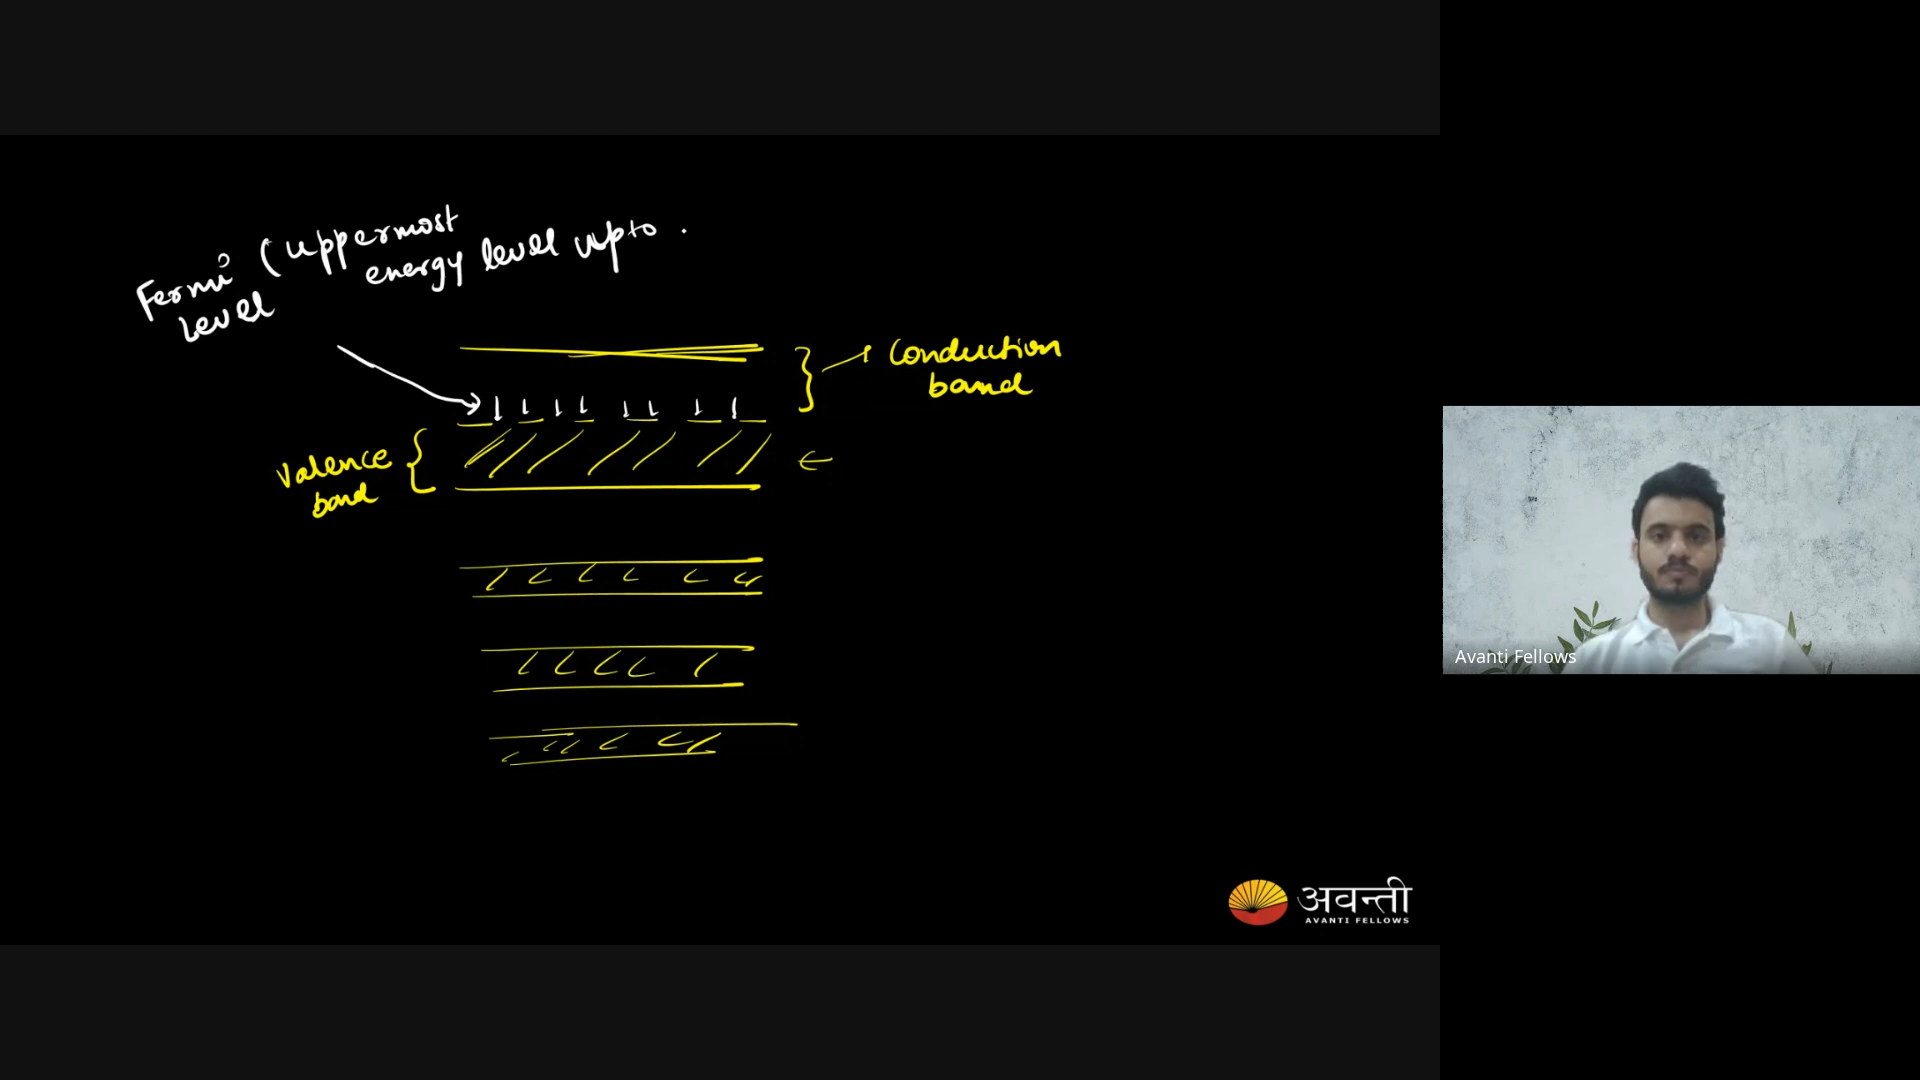 Fermi (uppermost
level energy level upto .
Conduction
band
Valence
band
Avanti Fellows
अवन्ती
AVANTI FELLOWS